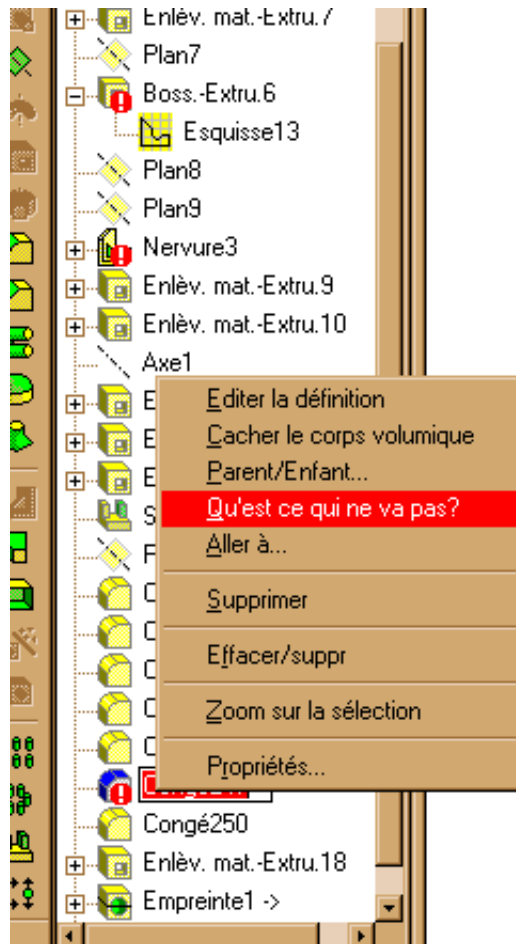 Enlèv. mat.-Extru.7
Plan7
Boss.-Extru.6
Esquisse13
Plan8
Plan9
Nervure3
Enlèv. mat.-Extru.9
Enlèv. mat.-Extru.10
Axe1
Editer la définition
Cacher le corps volumique
Parent/Enfant...
Qu'est ce qui ne va pas?
Aller à...
Supprimer
Effacer/suppr
Zoom sur la sélection
Propriétés...
Congé250
Enlèv. mat.-Extru.18
Empreinte1 ->